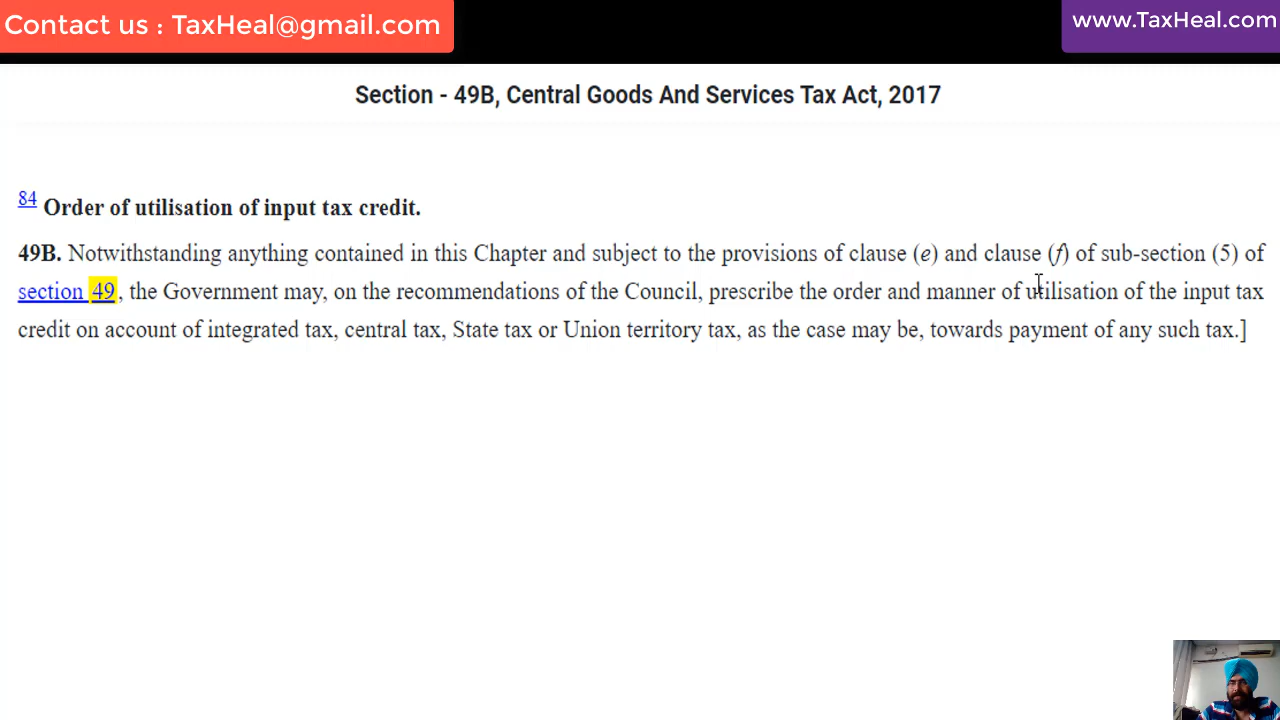 Contact us : TaxHeal@gmail.com
www.TaxHeal.com
Section - 49B, Central Goods And Services Tax Act, 2017
84 Order of utilisation of input tax credit.
49B. Notwithstanding anything contained in this Chapter and subject to the provisions of clause (e) and clause (f) of sub-section (5) of
section 49, the Government may, on the recommendations of the Council, prescribe the order and manner of utilisation of the input tax
credit on account of integrated tax, central tax, State tax or Union territory tax, as the case may be, towards payment of any such tax.]